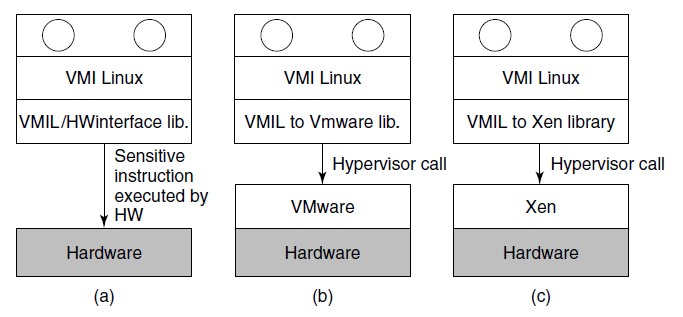 VMI Linux
VMIL/HWinterface lib.
Sensitive
instruction
executed by
HW
Hardware
(a)
VMI Linux
VMIL to Vmware lib.
Hypervisor call
VMware
Hardware
(b)
VMI Linux
VMIL to Xen library
Hypervisor call
Xen
Hardware
(c)